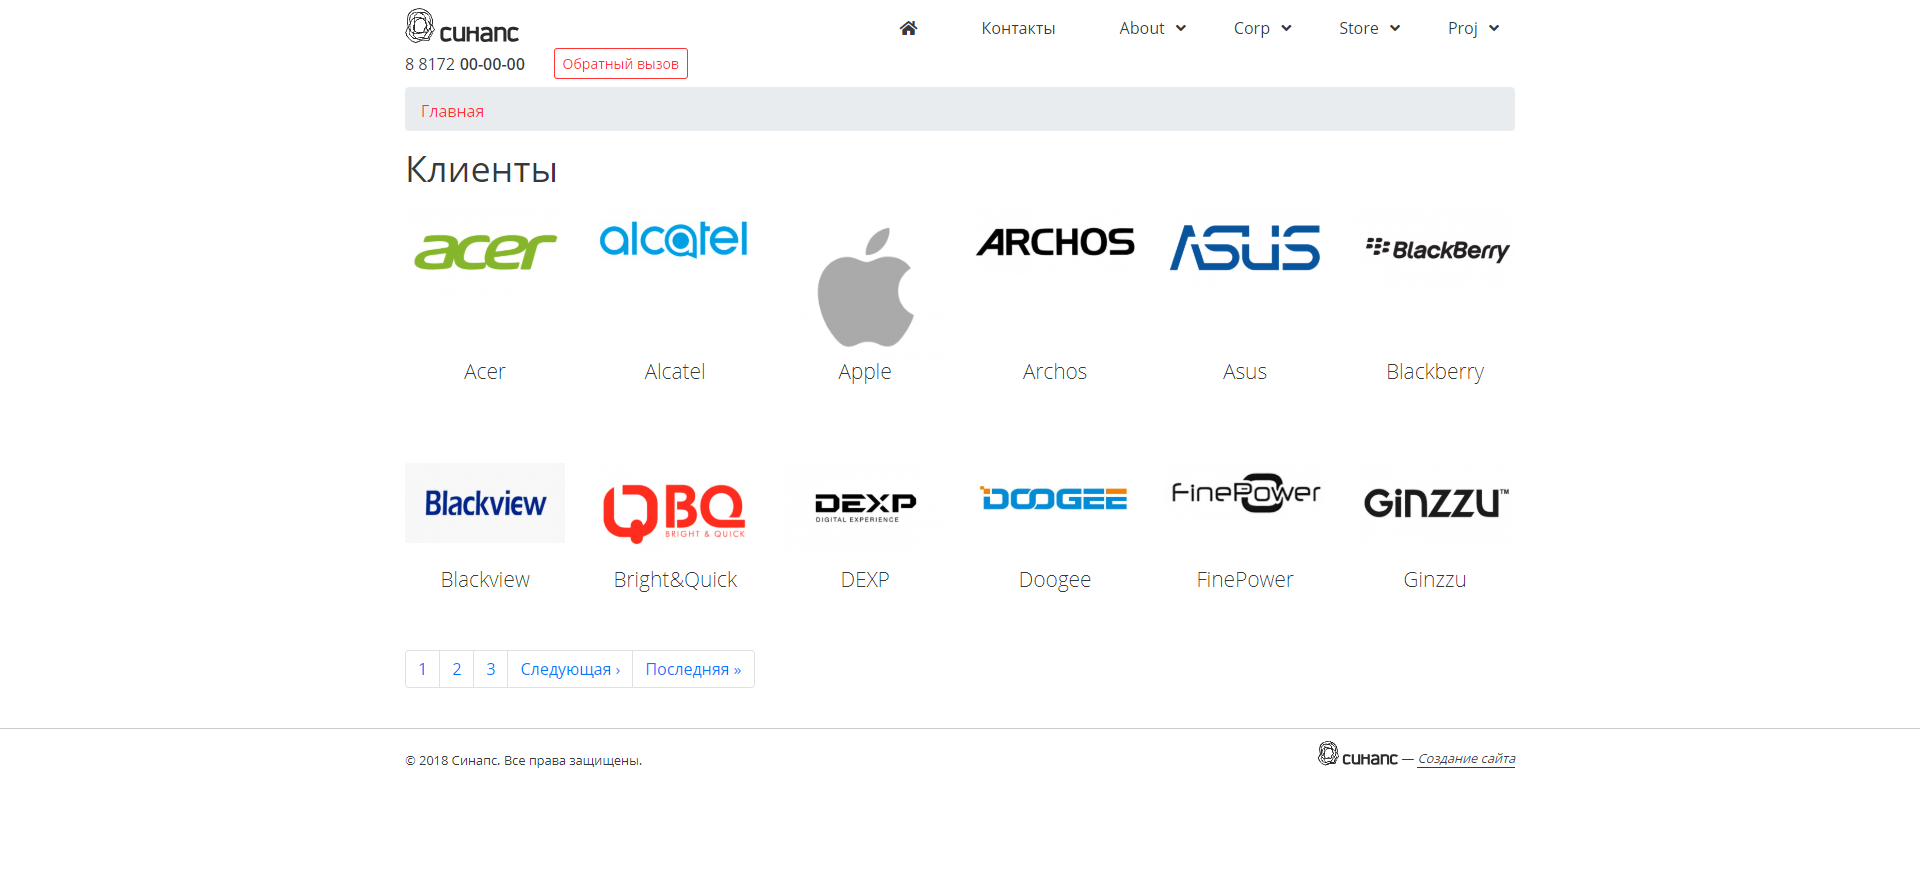 синапс
Контакты
About
Corp
Store
Proj
8 8172 00-00-00
Обратный вызов
Главная
Клиенты
acer
alcatel
ARCHOS
ASUS
BlackBerry
Acer
Alcatel
Apple
Archos
Asus
Blackberry
Blackview
QBQ
BRIGHT & QUICK
DEXP
DIGITAL EXPERIENCE
DOOGEE
FinePower
GiNZZU™
Blackview
Bright&Quick
DEXP
Doogee
FinePower
Ginzzu
1 2 3 Следующая › Последняя »
© 2018 Синапс. Все права защищены.
синапс — Создание сайта